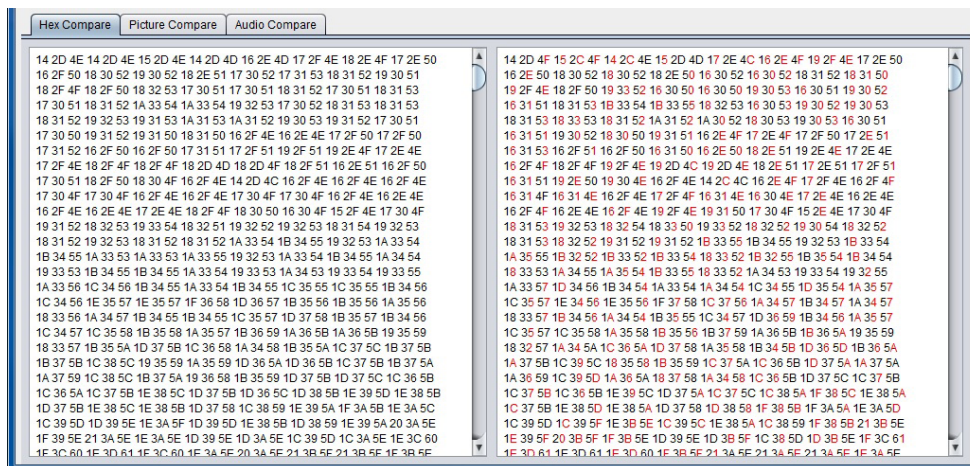 Hex Compare Picture Compare Audio Compare
14 2D 4E 14 2D 4E 15 2D 4E 14 2D 4D 16 2E 4D 17 2F 4E 18 2E 4F 17 2E 50
16 2F 50 18 30 52 19 30 52 18 2E 51 17 30 52 17 31 53 18 31 52 19 30 51
18 2F 4F 18 2F 50 18 32 53 17 30 51 17 30 51 18 31 52 17 30 51 18 31 53
17 30 51 18 31 52 1A 33 54 1A 33 54 19 32 53 17 30 52 18 31 53 18 31 53
18 31 52 19 32 53 19 31 53 1A 31 53 1A 31 52 19 30 53 19 31 52 17 30 51
17 30 50 19 31 52 19 31 50 18 31 50 16 2F 4E 16 2E 4E 17 2F 50 17 2F 50
17 31 52 16 2F 50 16 2F 50 17 31 51 17 2F 51 19 2F 51 19 2E 4F 17 2E 4E
17 2F 4E 18 2F 4F 18 2F 4F 18 2D 4D 18 2D 4F 18 2F 51 16 2E 51 16 2F 50
17 30 51 18 2F 50 18 30 4F 16 2F 4E 14 2D 4C 16 2F 4E 16 2F 4E 16 2F 4E
17 30 4F 17 30 4F 16 2F 4E 16 2F 4E 17 30 4F 17 30 4F 16 2F 4E 16 2E 4E
16 2F 4E 16 2E 4E 17 2E 4E 18 2F 4F 18 30 50 16 30 4F 15 2F 4E 17 30 4F
19 31 52 18 32 53 19 33 54 18 32 51 19 32 52 19 32 53 18 31 54 19 32 53
18 31 52 19 32 53 18 31 52 18 31 52 1A 33 54 1B 34 55 19 32 53 1A 33 54
1B 34 55 1A 33 53 1A 33 53 1A 33 55 19 32 53 1A 33 54 1B 34 55 1A 34 54
19 33 53 1B 34 55 1B 34 55 1A 33 54 19 33 53 1A 34 53 19 33 54 19 33 55
1A 33 56 1C 34 56 1B 34 55 1A 33 54 1B 34 55 1C 35 55 1C 35 55 1B 34 56
1C 34 56 1E 35 57 1E 35 57 1F 36 58 1D 36 57 1B 35 56 1B 35 56 1A 35 56
18 33 56 1A 34 57 1B 34 55 1B 34 55 1C 35 57 1D 37 58 1B 35 57 1B 34 56
1C 34 57 1C 35 58 1B 35 58 1A 35 57 1B 36 59 1A 36 5B 1A 36 5B 19 35 59
18 33 57 1B 35 5A 1D 37 5B 1C 36 58 1A 34 58 1B 35 5A 1C 37 5C 1B 37 5B
1B 37 5B 1C 38 5C 19 35 59 1A 35 59 1D 36 5A 1D 36 5B 1C 37 5B 1B 37 5A
1A 37 59 1C 38 5C 1B 37 5A 19 36 58 1B 35 59 1D 37 5B 1D 37 5C 1C 36 5B
1C 36 5A 1C 37 5B 1E 38 5C 1D 37 5B 1D 36 5C 1D 38 5B 1E 39 5D 1E 38 5B
1D 37 5B 1E 38 5C 1E 38 5B 1D 37 58 1C 38 59 1E 39 5A 1F 3A 5B 1E 3A 5C
1C 39 5D 1D 39 5E 1C 39 5F 1D 39 5D 1E 38 5B 1D 38 59 1E 39 5A 20 3A 5E
1F 39 5E 21 3A 5E 1E 3A 5E 1D 39 5E 1D 3A 5E 1C 39 5D 1C 3A 5E 1E 3C 60
1F 3C 60 1F 3D 61 1F 3C 60 1F 3A 5E 20 3A 5E 21 3B 5F 21 3B 5F 1F 3B 5F
14 2D 4F 15 2C 4F 14 2C 4E 15 2D 4D 17 2E 4C 16 2E 4F 19 2F 4E 17 2E 50
16 2E 50 18 30 52 18 30 52 18 2E 50 16 30 52 16 30 52 18 31 52 18 31 50
19 2F 4E 18 2F 50 19 33 52 16 30 50 16 30 50 19 30 53 16 30 51 19 30 52
16 31 51 18 31 53 1B 33 54 1B 33 55 18 32 53 16 30 53 19 30 52 19 30 53
18 31 53 18 33 53 18 31 52 1A 31 52 1A 30 52 18 30 53 19 30 53 16 30 51
16 31 51 19 30 52 18 30 50 19 31 51 16 2E 4F 17 2E 4F 17 2F 50 17 2E 51
16 31 53 16 2F 51 16 2F 50 16 31 50 16 2E 50 18 2E 51 19 2E 4E 17 2E 4E
16 2F 4F 18 2F 4F 19 2F 4E 19 2D 4C 19 2D 4E 18 2E 51 17 2E 51 17 2F 51
16 31 51 19 2E 50 19 30 4E 16 2F 4E 14 2C 4C 16 2E 4F 17 2F 4E 16 2F 4F
16 31 4F 16 31 4E 16 2F 4E 17 2F 4F 16 31 4E 16 30 4E 17 2E 4E 16 2E 4E
16 2F 4F 16 2E 4E 16 2F 4E 19 2F 4E 19 31 50 17 30 4F 15 2E 4E 17 30 4F
18 31 53 19 32 53 18 32 54 18 33 50 19 33 52 18 32 52 19 30 54 18 32 52
18 31 53 18 32 52 19 31 52 19 31 52 1B 33 55 1B 34 55 19 32 53 1B 33 54
1A 35 55 1B 32 52 1B 33 52 1B 33 54 18 33 52 1B 32 55 1B 35 54 1B 34 54
18 33 53 1A 34 55 1A 35 54 1B 33 55 18 33 52 1A 34 53 19 33 54 19 32 55
1A 33 57 1D 34 56 1B 34 54 1A 33 54 1A 34 54 1C 34 55 1D 35 54 1A 35 57
1C 35 57 1E 34 56 1E 35 56 1F 37 58 1C 37 56 1A 34 57 1B 34 57 1A 34 57
18 33 57 1B 34 56 1A 34 54 1B 35 55 1C 34 57 1D 36 59 1B 34 56 1A 35 57
1C 35 57 1C 35 58 1A 35 58 1B 35 56 1B 37 59 1A 36 5B 1B 36 5A 19 35 59
18 32 57 1A 34 5A 1C 36 5A 1D 37 58 1A 35 58 1B 34 5B 1D 36 5D 1B 36 5A
1A 37 5B 1C 39 5C 18 35 58 1B 35 59 1C 37 5A 1C 36 5B 1D 37 5A 1A 37 5A
1A 36 59 1C 39 5D 1A 36 5A 18 37 58 1A 34 58 1C 36 5B 1D 37 5C 1C 37 5B
1C 37 5B 1C 36 5B 1E 39 5C 1D 37 5A 1C 37 5C 1C 38 5A 1F 38 5C 1E 38 5A
1C 37 5B 1E 38 5D 1E 38 5A 1D 37 58 1D 38 58 1F 38 5B 1F 3A 5A 1E 3A 5D
1C 39 5D 1D 39 5E 1B 3B 5E 1C 39 5C 1E 38 5A 1C 38 59 1F 38 5B 21 3B 5E
1E 39 5F 20 3B 5F 1F 3B 5E 1D 39 5E 1D 3B 5F 1C 38 5D 1D 3B 5E 1F 3C 61
1E 3D 61 1E 3D 61 1F 3D 60 1F 3B 5F 21 3A 5E 21 3A 5F 21 3A 5F 1E 3A 5E